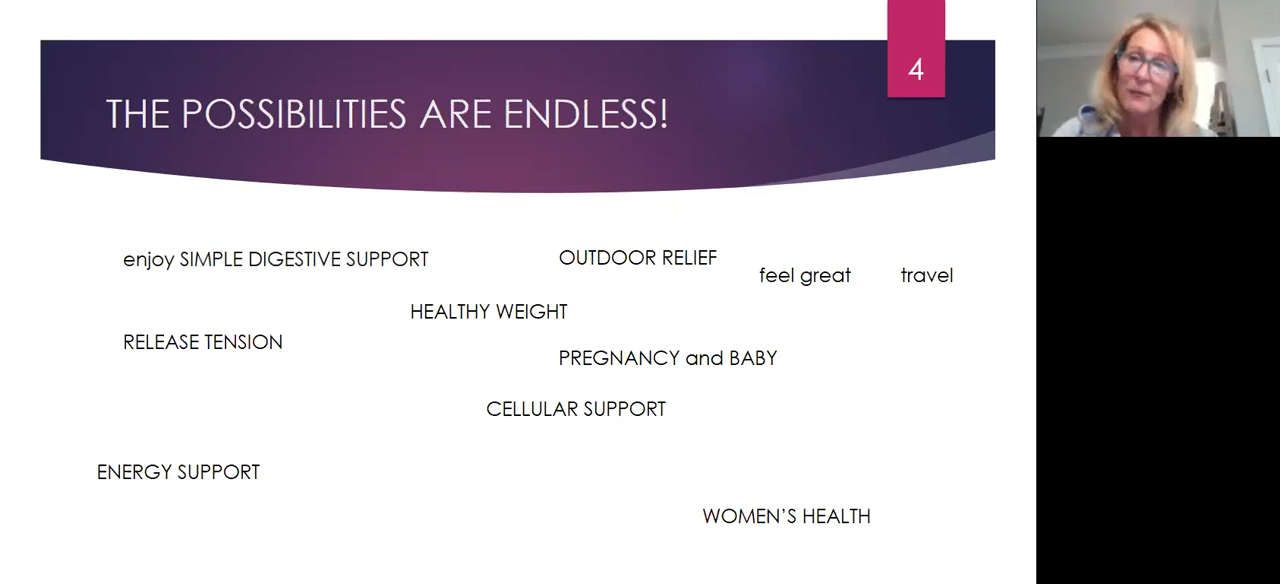 4
THE POSSIBILITIES ARE ENDLESS!
enjoy SIMPLE DIGESTIVE SUPPORT
OUTDOOR RELIEF
feel great
travel
HEALTHY WEIGHT
RELEASE TENSION
PREGNANCY and BABY
CELLULAR SUPPORT
ENERGY SUPPORT
WOMEN'S HEALTH